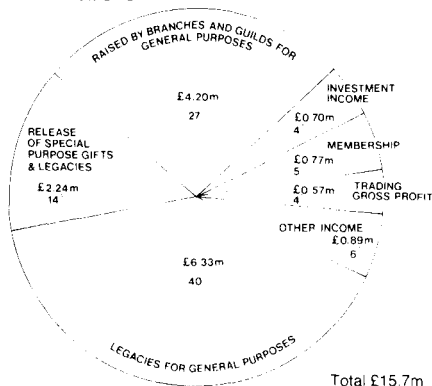 RAISED BY BRANCHES AND GUILDS FOR
GENERAL PURPOSES
£4.20m
27
INVESTMENT
INCOME
£0 70m
4
MEMBERSHIP
£0 77m
5
£0 57m
4
TRADING
GROSS PROFIT
OTHER INCOME
£0.89m
6
RELEASE
OF SPECIAL
PURPOSE GIFTS
& LEGACIES
£2.24m
14
£6 33m
40
LEGACIES FOR GENERAL PURPOSES
Total £15.7m